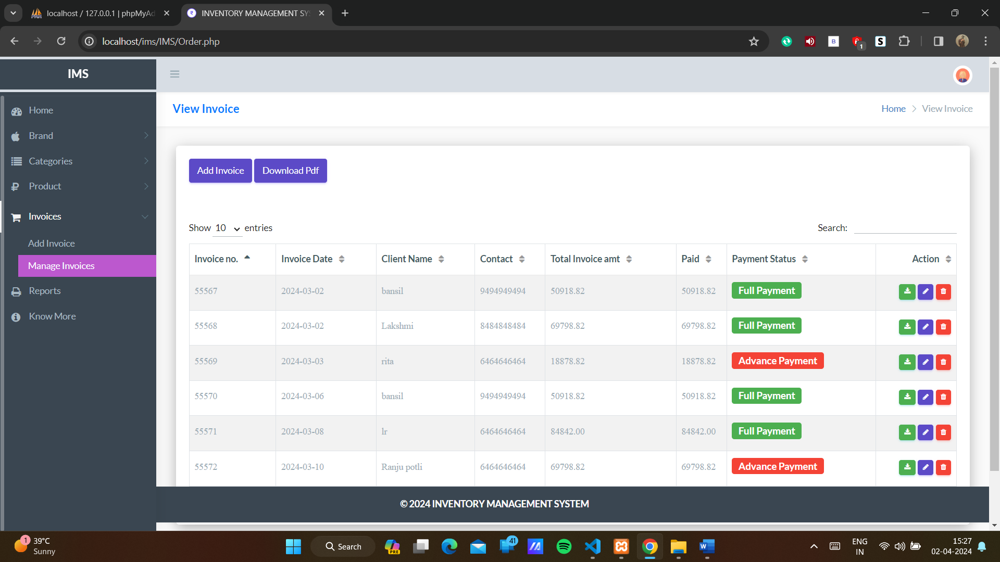 localhost / 127.0.0.1 | phpMyAd
INVENTORY MANAGEMENT SYS
localhost/ims/IMS/Order.php
B
1
S
IMS
View Invoice
Home > View Invoice
Home
Brand
Categories
Product
Invoices
Add Invoice
Manage Invoices
Reports
Know More
Add Invoice
Download Pdf
Show 10 entries
Search:
Invoice no. Invoice Date Client Name Contact Total Invoice amt Paid Payment Status Action
55567 2024-03-02 bansil 9494949494 50918.82 50918.82 Full Payment
55568 2024-03-02 Lakshmi 8484848484 69798.82 69798.82 Full Payment
55569 2024-03-03 rita 6464646464 18878.82 18878.82 Advance Payment
55570 2024-03-06 bansil 9494949494 50918.82 50918.82 Full Payment
55571 2024-03-08 lr 6464646464 84842.00 84842.00 Full Payment
55572 2024-03-10 Ranju potli 6464646464 69798.82 69798.82 Advance Payment
© 2024 INVENTORY MANAGEMENT SYSTEM
1
39°C
Sunny
Search
PRE
41
W
ENG
IN
15:27
02-04-2024